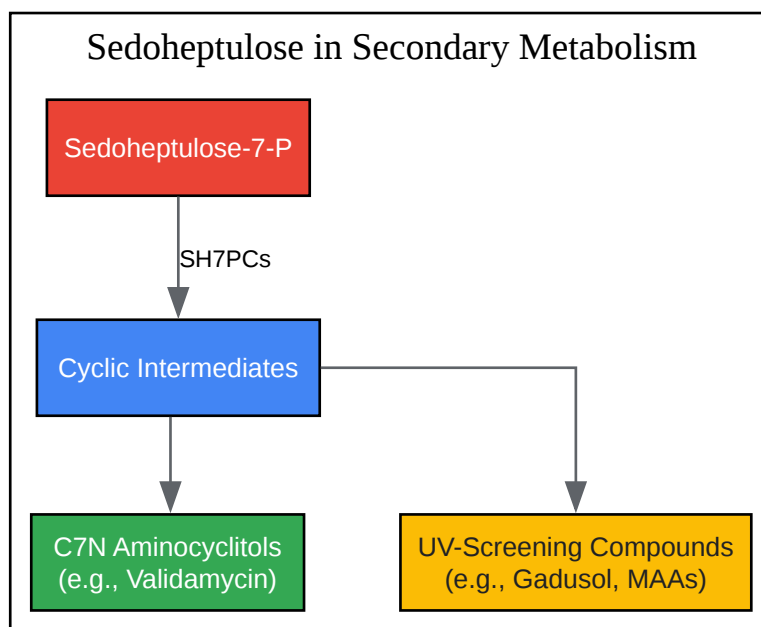 Sedoheptulose in Secondary Metabolism
Sedoheptulose-7-P
SH7PCs
Cyclic Intermediates
C7N Aminocyclitols
(e.g., Validamycin)
UV-Screening Compounds
(e.g., Gadusol, MAAs)